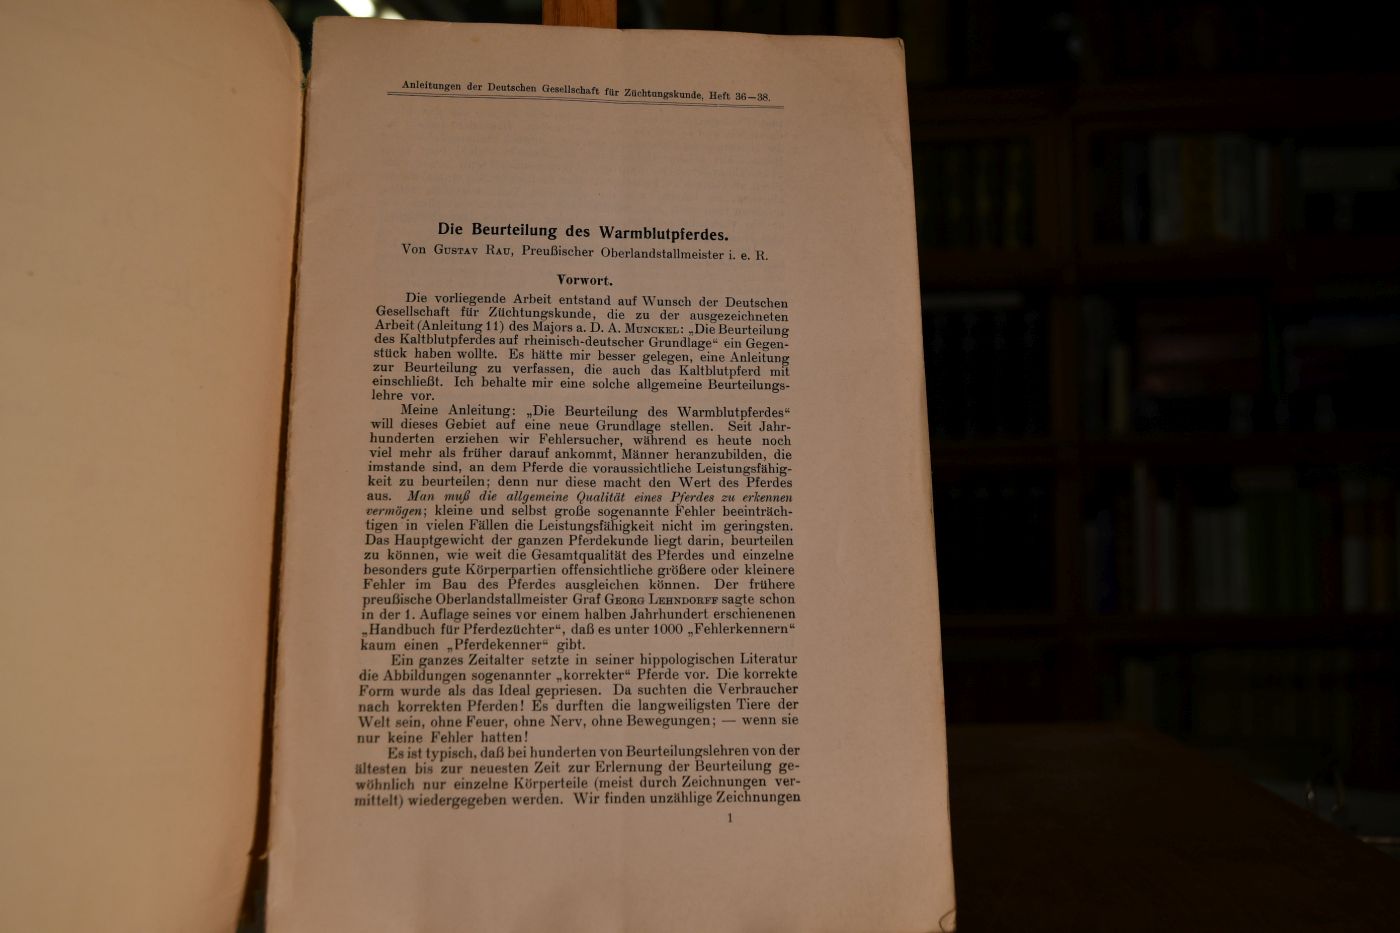 Anleitungen der Deutschen Gesellschaft für Züchtungskunde, Heft 36—38.
Die Beurteilung des Warmblutpferdes.
Von Gustav Rau, Preußischer Oberlandstallmeister i. e. R.
Vorwort.
Die vorliegende Arbeit entstand auf Wunsch der Deutschen
Gesellschaft für Züchtungskunde, die zu der ausgezeichneten
Arbeit (Anleitung 11) des Majors a. D. A. Munckel: „Die Beurteilung
des Kaltblutpferdes auf rheinisch-deutscher Grundlage“ ein Gegen-
stück haben wollte. Es hätte mir besser gelegen, eine Anleitung
zur Beurteilung zu verfassen, die auch das Kaltblutpferd mit
einschließt. Ich behalte mir eine solche allgemeine Beurteilungs-
lehre vor.
Meine Anleitung: „Die Beurteilung des Warmblutpferdes“
will dieses Gebiet auf eine neue Grundlage stellen. Seit Jahr-
hunderten erziehen wir Fehlersucher, während es heute noch
viel mehr als früher darauf ankommt, Männer heranzubilden, die
imstande sind, an dem Pferde die voraussichtliche Leistungsfähig-
keit zu beurteilen; denn nur diese macht den Wert des Pferdes
aus. Man muß die allgemeine Qualität eines Pferdes zu erkennen
vermögen; kleine und selbst große sogenannte Fehler beeinträch-
tigen in vielen Fällen die Leistungsfähigkeit nicht im geringsten.
Das Hauptgewicht der ganzen Pferdekunde liegt darin, beurteilen
zu können, wie weit die Gesamtqualität des Pferdes und einzelne
besonders gute Körperpartien offensichtliche größere oder kleinere
Fehler im Bau des Pferdes ausgleichen können. Der frühere
preußische Oberlandstallmeister Graf Georg Lehndorff sagte schon
in der 1. Auflage seines vor einem halben Jahrhundert erschienenen
„Handbuch für Pferdezüchter“, daß es unter 1000 „Fehlerkennern“
kaum einen „Pferdekenner“ gibt.
Ein ganzes Zeitalter setzte in seiner hippologischen Literatur
die Abbildungen sogenannter „korrekter“ Pferde vor. Die korrekte
Form wurde als das Ideal gepriesen. Da suchten die Verbraucher
nach korrekten Pferden! Es durften die langweiligsten Tiere der
Welt sein, ohne Feuer, ohne Nerv, ohne Bewegungen; — wenn sie
nur keine Fehler hatten!
Es ist typisch, daß bei hunderten von Beurteilungslehren von der
ältesten bis zur neuesten Zeit zur Erlernung der Beurteilung ge-
wöhnlich nur einzelne Körperteile (meist durch Zeichnungen ver-
mittelt) wiedergegeben werden. Wir finden unzählige Zeichnungen
1